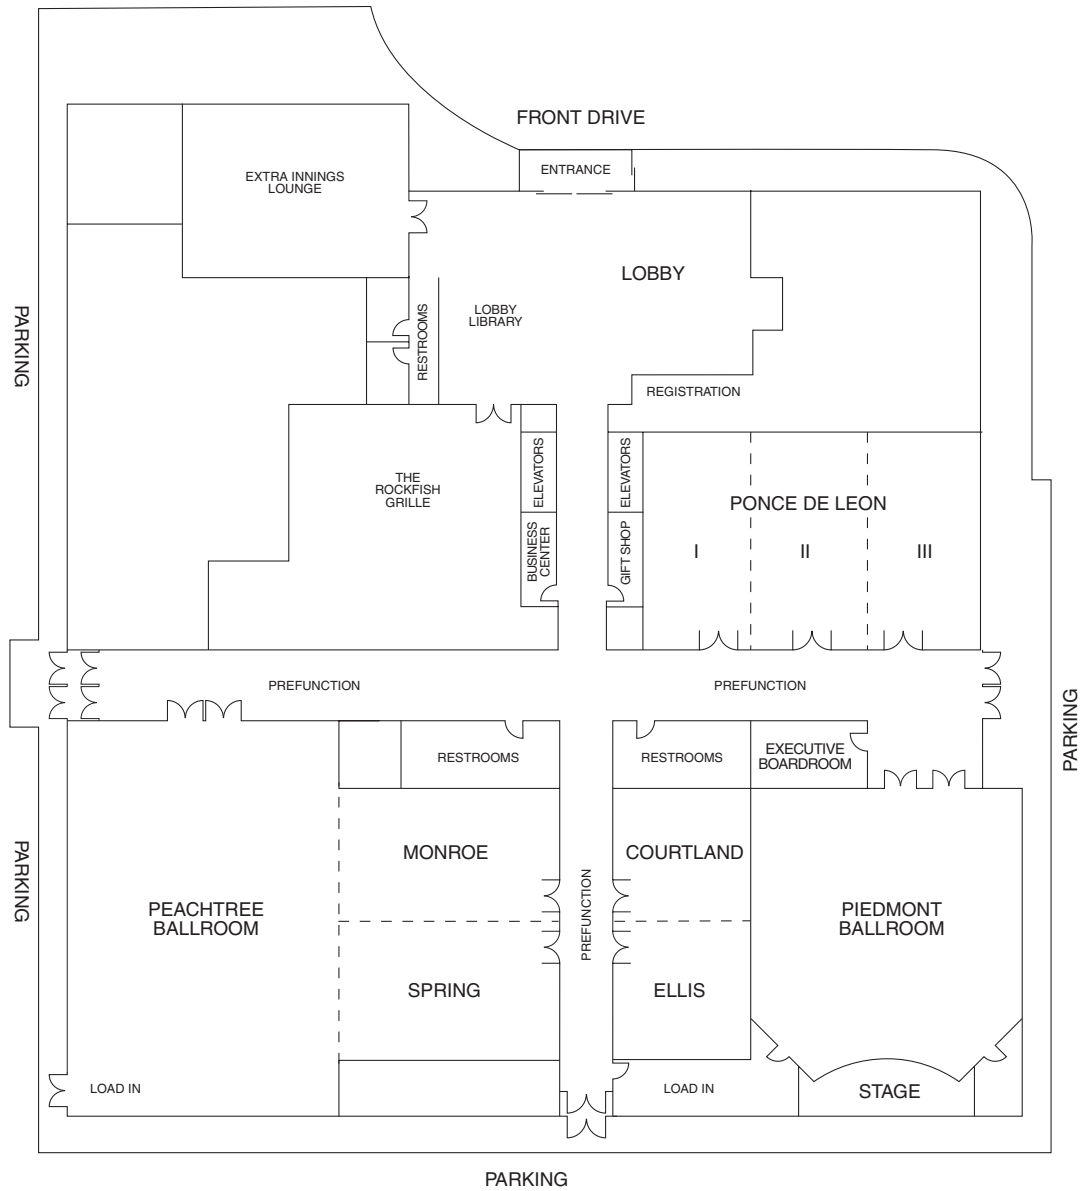 FRONT DRIVE
ENTRANCE
EXTRA INNINGS
LOUNGE
LOBBY
LOBBY
LIBRARY
RESTROOMS
PARKING
REGISTRATION
THE
ROCKFISH
GRILLE
ELEVATORS
ELEVATORS
BUSINESS
CENTER
GIFT SHOP
PONCE DE LEON
I
II
III
PREFUNCTION
PREFUNCTION
PARKING
RESTROOMS
RESTROOMS
EXECUTIVE
BOARDROOM
PARKING
MONROE
COURTLAND
PEACHTREE
BALLROOM
PREFUNCTION
PIEDMONT
BALLROOM
SPRING
ELLIS
LOAD IN
LOAD IN
STAGE
PARKING